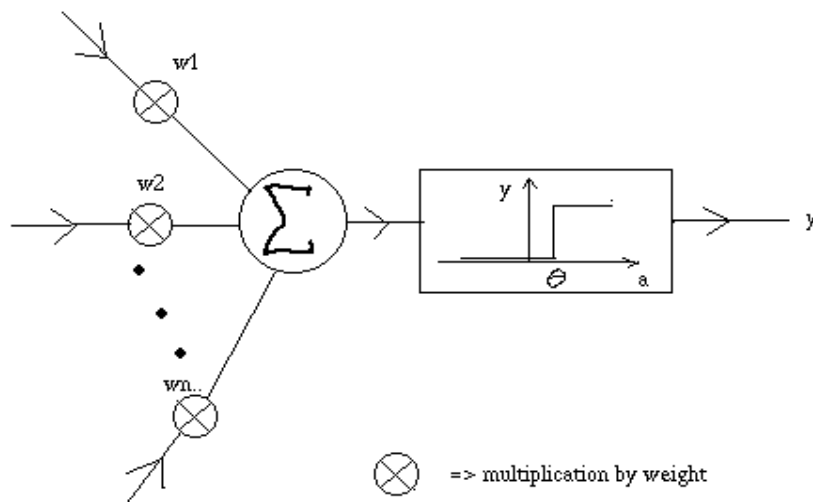 w1
w2
wn..
Σ
y
θ
a
y
=> multiplication by weight